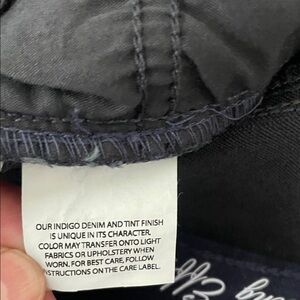 OUR INDIGO DENIM AND TINT FINISH
IS UNIQUE IN ITS CHARACTER.
COLOR MAY TRANSFER ONTO LIGHT
FABRICS OR UPHOLSTERY WHEN
WORN. FOR BEST CARE, FOLLOW
INSTRUCTIONS ON THE CARE LABEL.